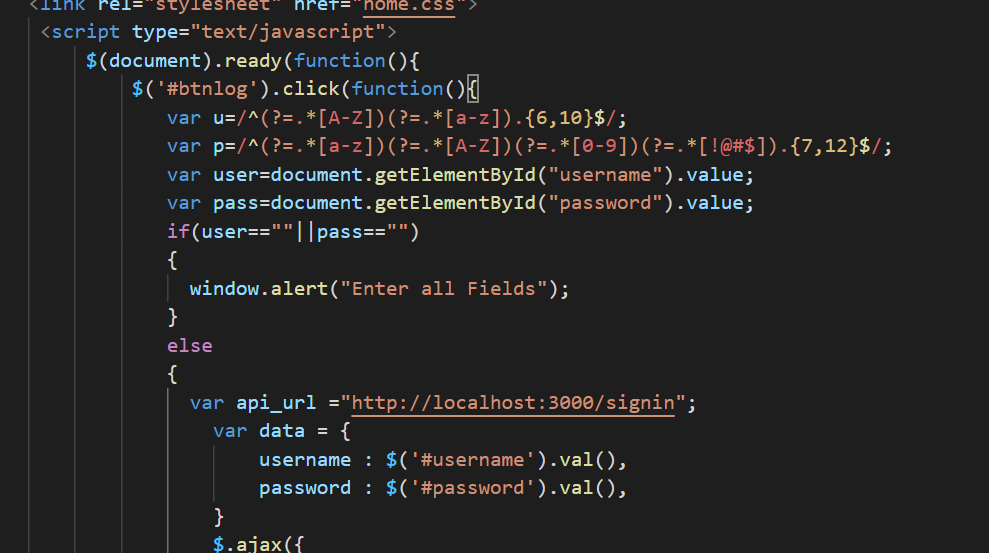 <link rel="stylesheet" href="home.css">
<script type="text/javascript">
$(document).ready(function(){
$('#btnlog').click(function(){
var u=/^(?=.*[A-Z])(?=.*[a-z]).{6,10}$/;
var p=/^(?=.*[a-z])(?=.*[A-Z])(?=.*[0-9])(?=.*[!@#$]).{7,12}$/;
var user=document.getElementById("username").value;
var pass=document.getElementById("password").value;
if(user==""||pass=="")
{
window.alert("Enter all Fields");
}
else
{
var api_url ="http://localhost:3000/signin";
var data = {
username : $('#username').val(),
password : $('#password').val(),
}
$.ajax({